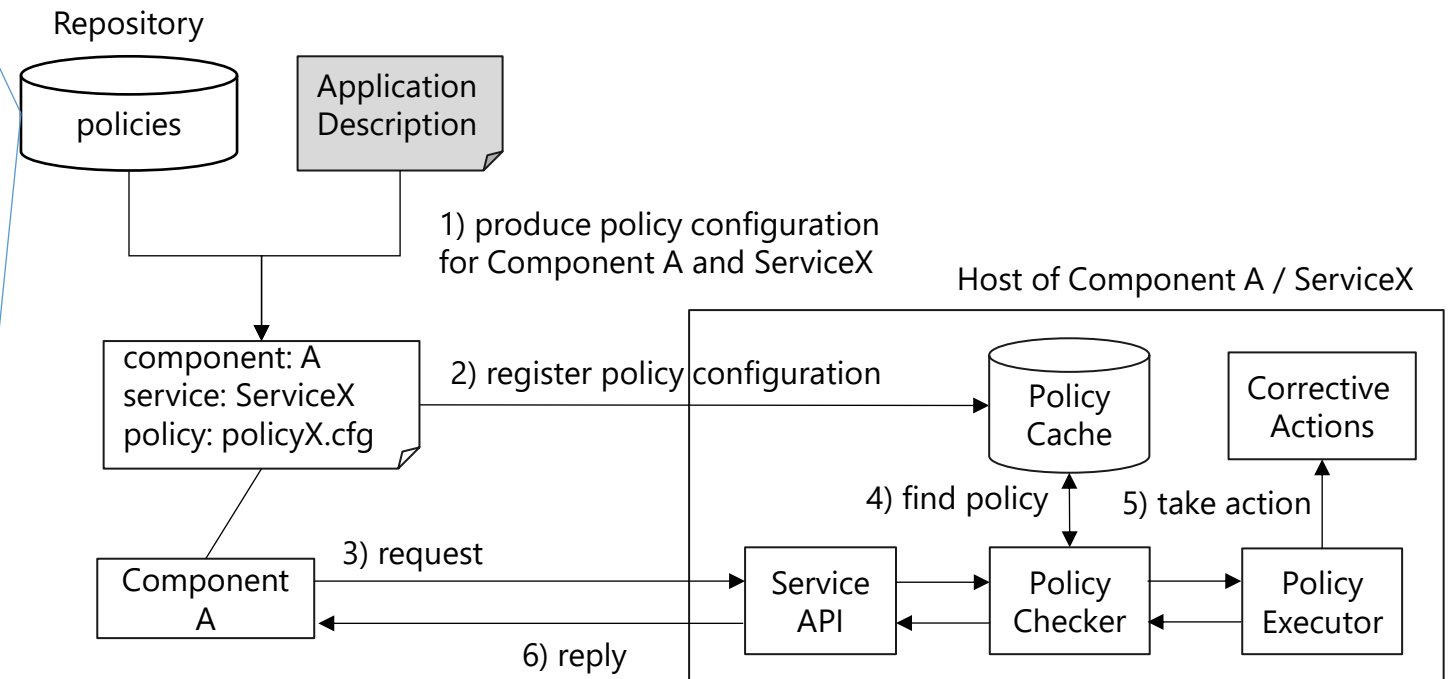 Repository
policies
Application
Description
1) produce policy configuration
for Component A and ServiceX
Host of Component A / ServiceX
component: A
service: ServiceX
policy: policyX.cfg
2) register policy configuration
Policy
Cache
Corrective
Actions
4) find policy
5) take action
3) request
Component
A
Service
API
Policy
Checker
Policy
Executor
6) reply